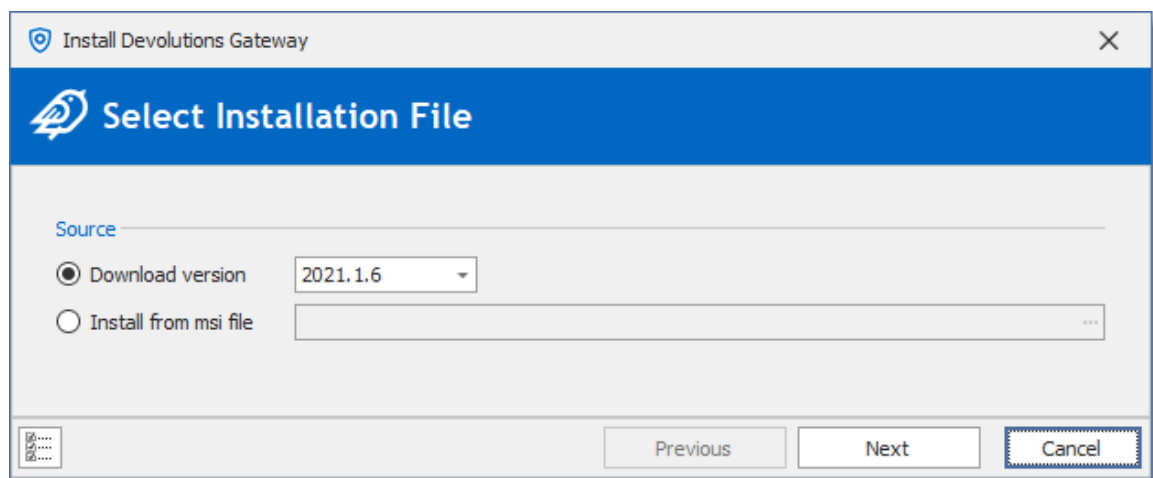 Install Devolutions Gateway
Select Installation File
Source
Download version 2021.1.6
Install from msi file ...
Previous Next Cancel